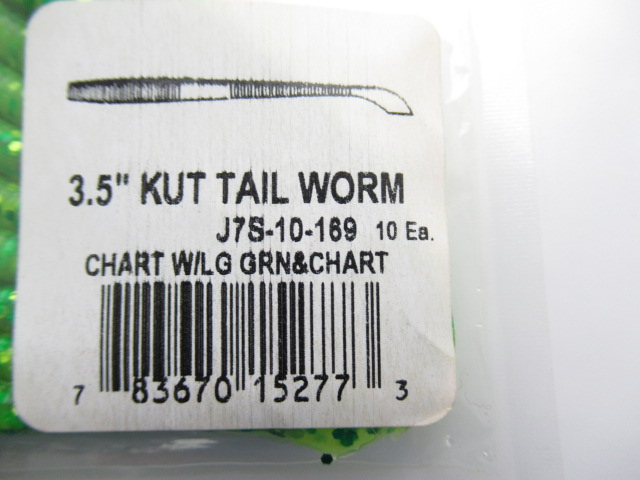 3.5" KUT TAIL WORM
J7S-10-169 10 Ea.
CHART W/LG GRN&CHART
7 83670 15277 3